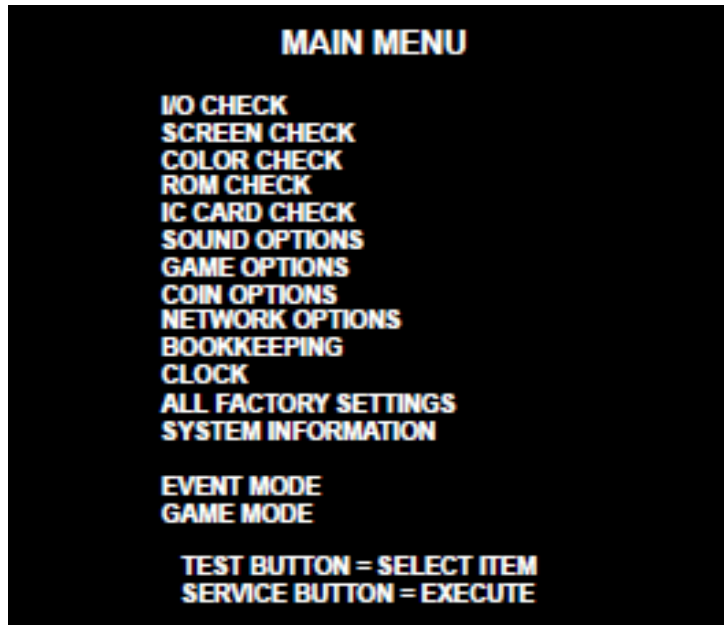 MAIN MENU
I/O CHECK
SCREEN CHECK
COLOR CHECK
ROM CHECK
IC CARD CHECK
SOUND OPTIONS
GAME OPTIONS
COIN OPTIONS
NETWORK OPTIONS
BOOKKEEPING
CLOCK
ALL FACTORY SETTINGS
SYSTEM INFORMATION
EVENT MODE
GAME MODE
TEST BUTTON = SELECT ITEM
SERVICE BUTTON = EXECUTE